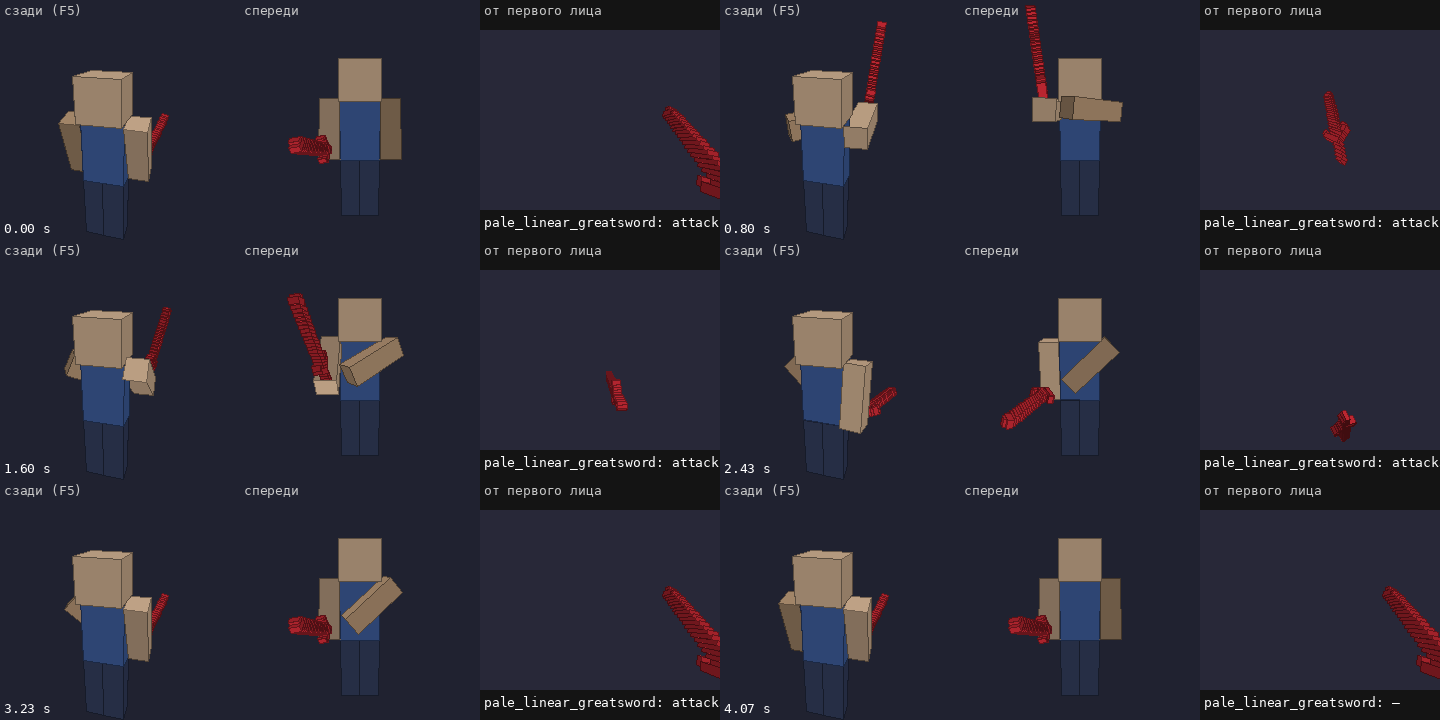 сзади (F5) спереди от первого лица
0.00 s pale_linear_greatsword: attack
сзади (F5) спереди от первого лица
0.80 s pale_linear_greatsword: attack
сзади (F5) спереди от первого лица
1.60 s pale_linear_greatsword: attack
сзади (F5) спереди от первого лица
2.43 s pale_linear_greatsword: attack
сзади (F5) спереди от первого лица
3.23 s pale_linear_greatsword: attack
сзади (F5) спереди от первого лица
4.07 s pale_linear_greatsword: —